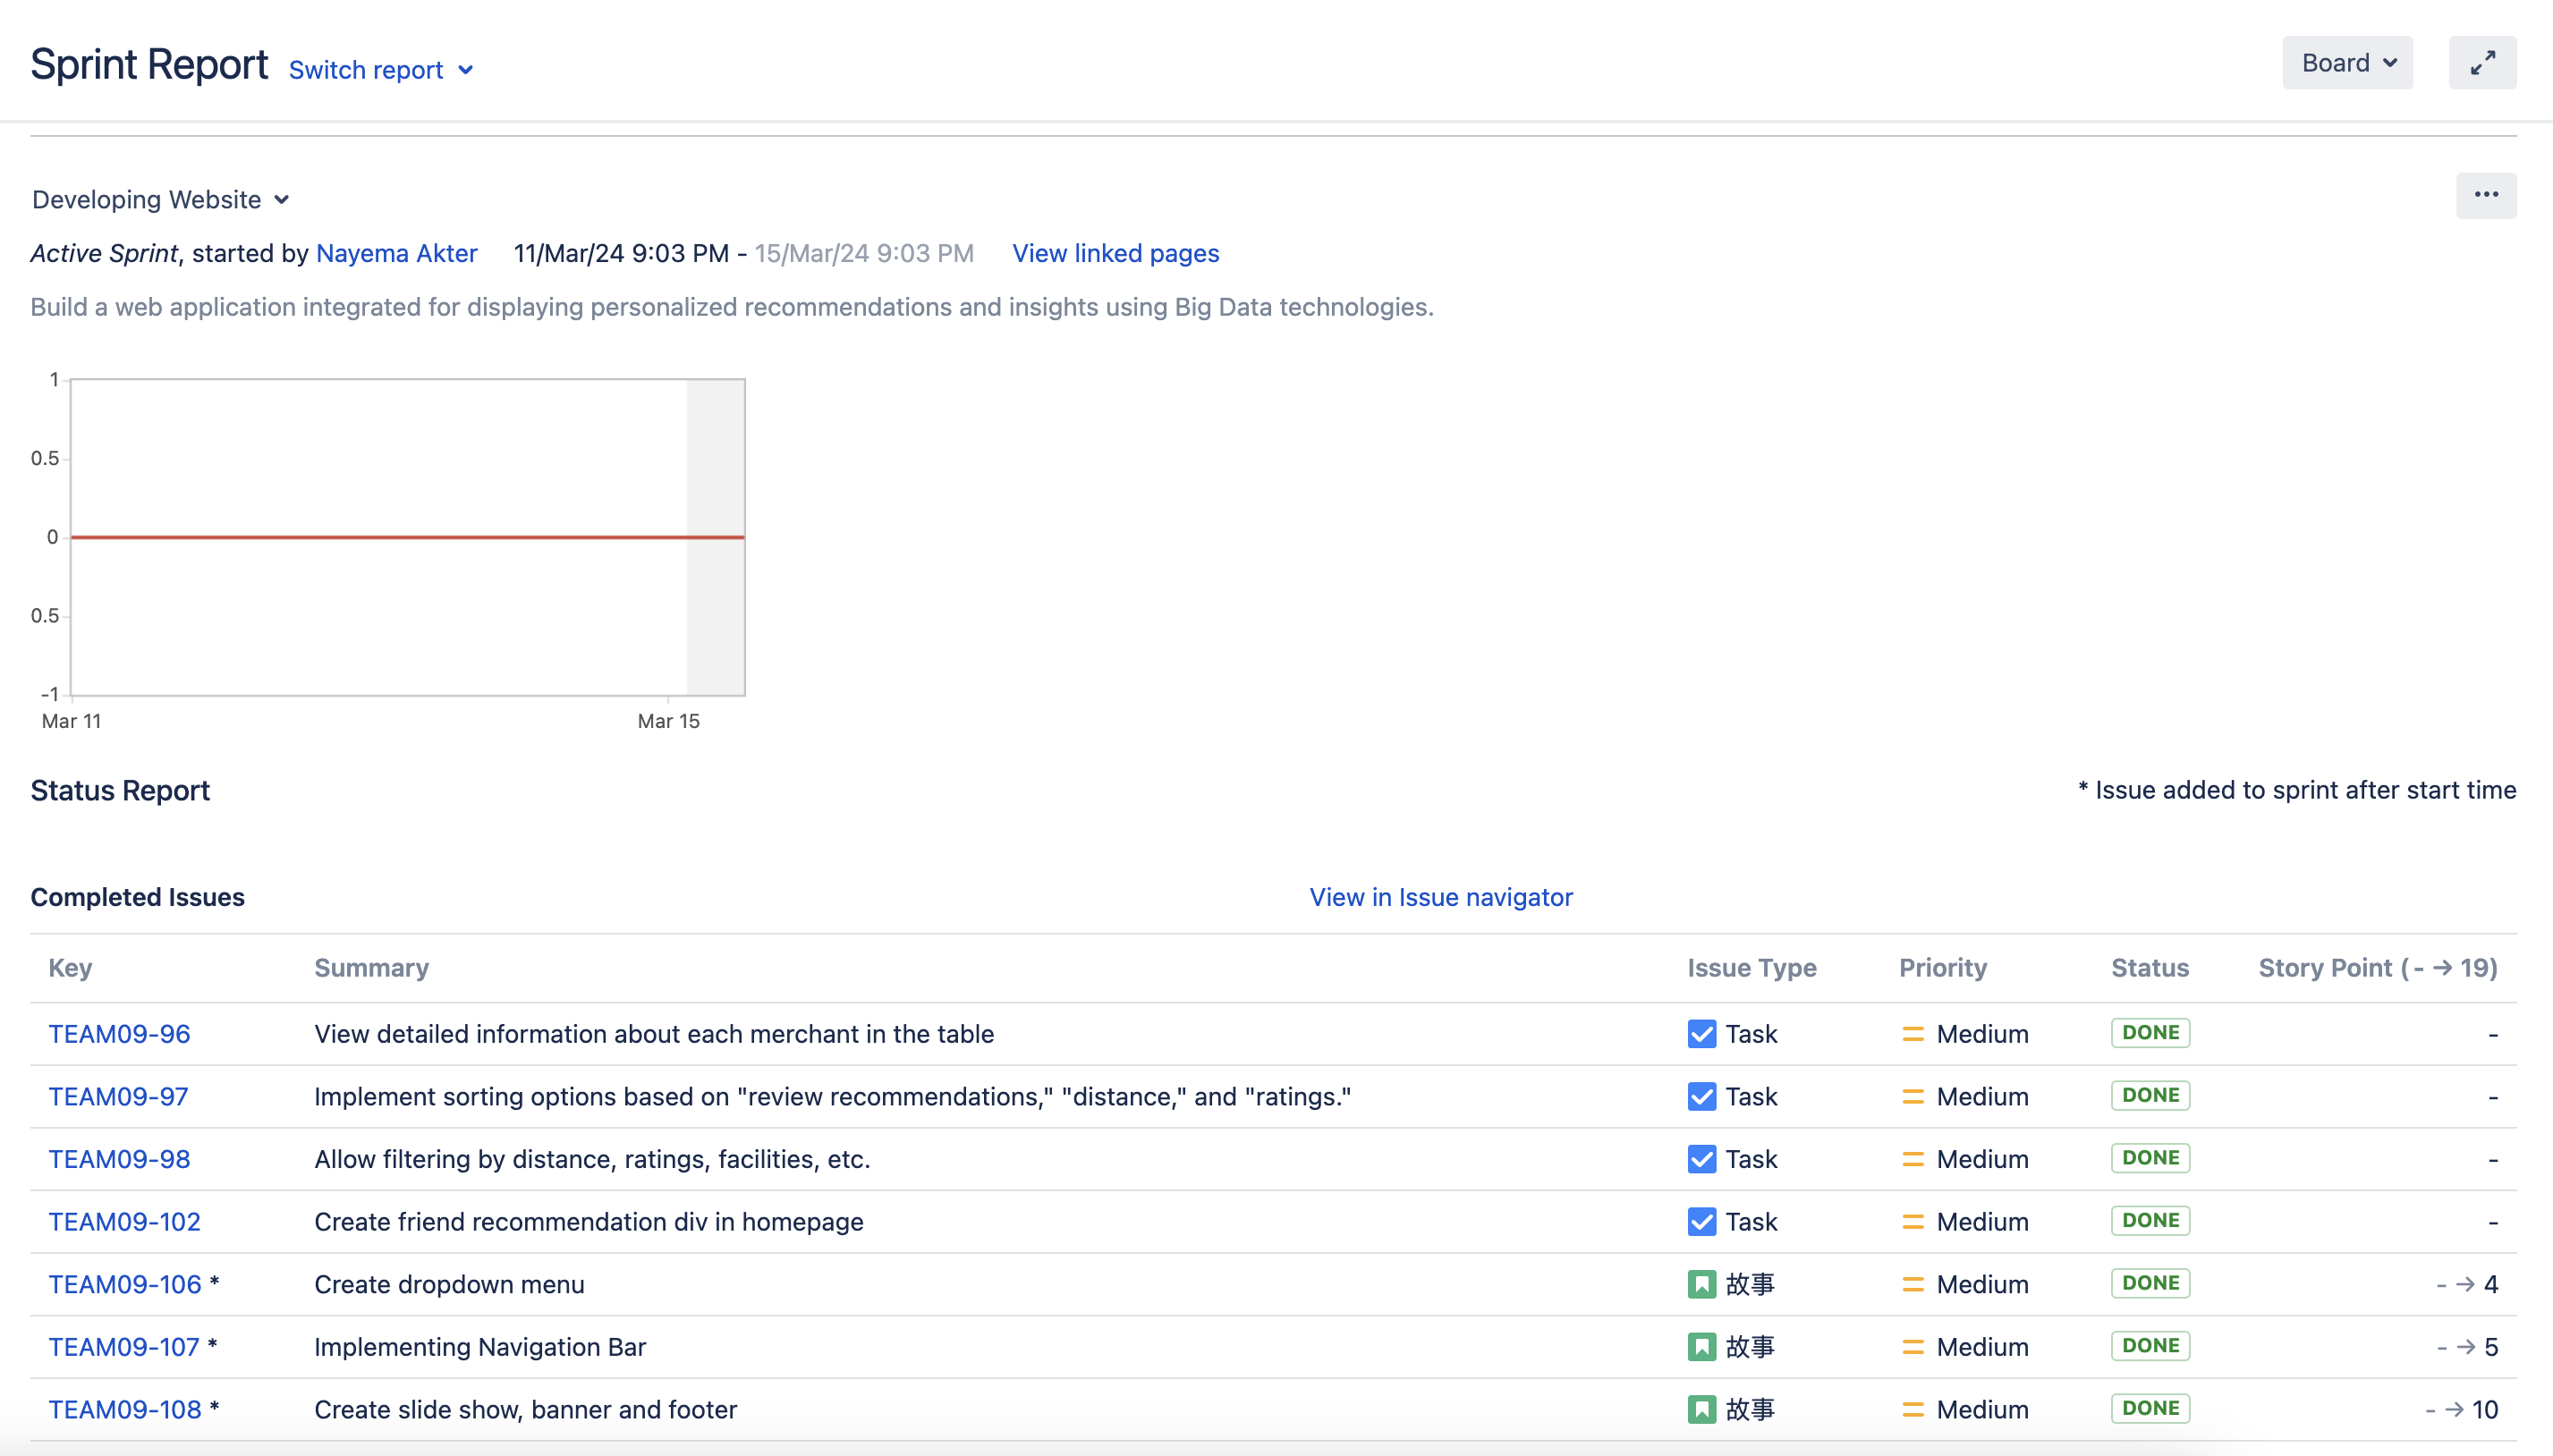 Sprint Report Switch report Board
Developing Website ...
Active Sprint, started by Nayema Akter 11/Mar/24 9:03 PM - 15/Mar/24 9:03 PM View linked pages
Build a web application integrated for displaying personalized recommendations and insights using Big Data technologies.
1
0.5
0
0.5
-1
Mar 11 Mar 15
Status Report * Issue added to sprint after start time
Completed Issues View in Issue navigator
Key Summary Issue Type Priority Status Story Point (- → 19)
TEAM09-96 View detailed information about each merchant in the table Task Medium DONE -
TEAM09-97 Implement sorting options based on "review recommendations," "distance," and "ratings." Task Medium DONE -
TEAM09-98 Allow filtering by distance, ratings, facilities, etc. Task Medium DONE -
TEAM09-102 Create friend recommendation div in homepage Task Medium DONE -
TEAM09-106 * Create dropdown menu 故事 Medium DONE - → 4
TEAM09-107 * Implementing Navigation Bar 故事 Medium DONE - → 5
TEAM09-108 * Create slide show, banner and footer 故事 Medium DONE - → 10